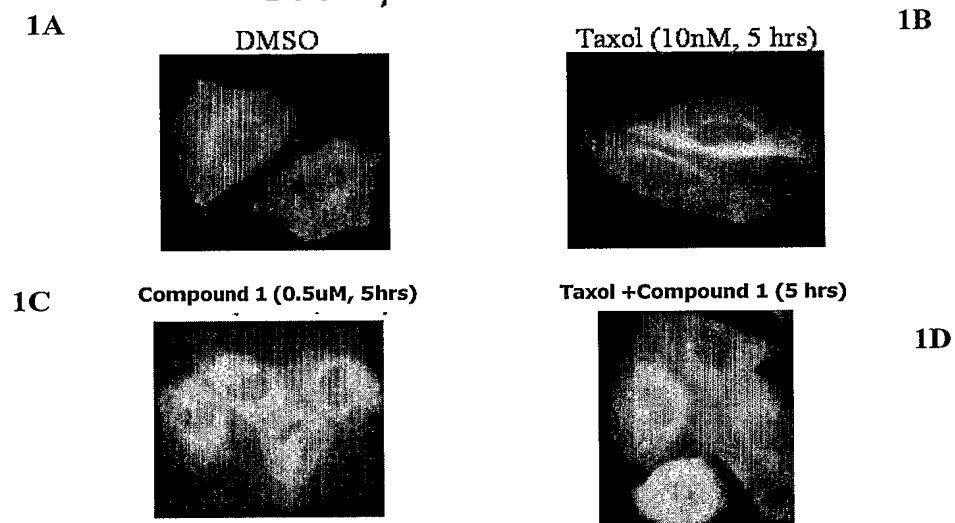 1A
DMSO
Taxol (10nM, 5 hrs)
1B
1C
Compound 1 (0.5uM, 5hrs)
Taxol +Compound 1 (5 hrs)
1D